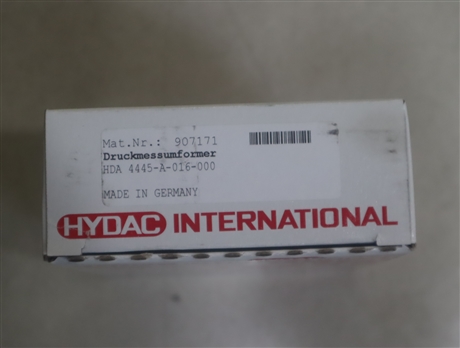 Mat.Nr.: 907171
Druckmessumformer
HDA 4445-A-016-000
MADE IN GERMANY
HYDAC INTERNATIONAL